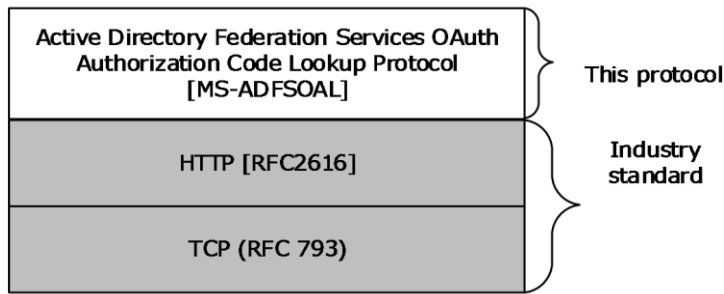 Active Directory Federation Services OAuth
Authorization Code Lookup Protocol
[MS-ADFSOAL]
This protocol
HTTP [RFC2616]
Industry
standard
TCP (RFC 793)